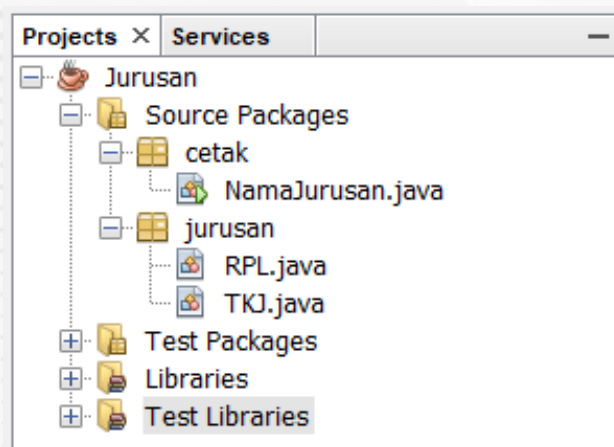 Projects × Services
Jurusan
Source Packages
cetak
NamaJurusan.java
jurusan
RPL.java
TKJ.java
Test Packages
Libraries
Test Libraries